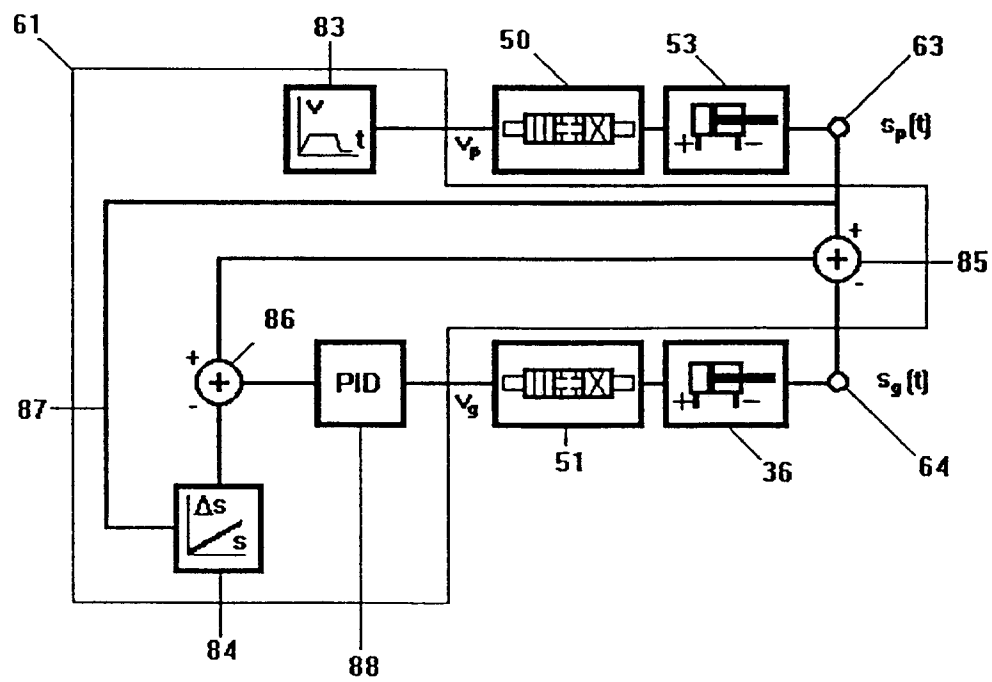 61
83
50
53
63
v
t
v_p
+ -
s_p(t)
+
+
85
-
86
+
+
-
PID
v_g
+ -
s_g(t)
87
51
36
64
Δs
s
84
88